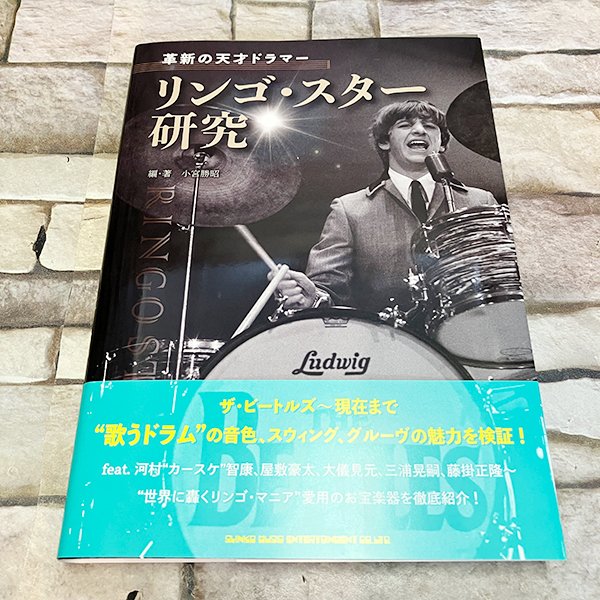 革新の天才ドラマー
リンゴ・スター
研究
編・著 小宮勝昭
RINGO ST
Ludwig
ザ・ビートルズ〜現在まで
“歌うドラム”の音色、スウィング、グルーヴの魅力を検証！
feat. 河村“カースケ”智康、屋敷豪太、大儀見元、三浦晃嗣、藤掛正隆〜
“世界に轟くリンゴ・マニア”愛用のお宝楽器を徹底紹介！